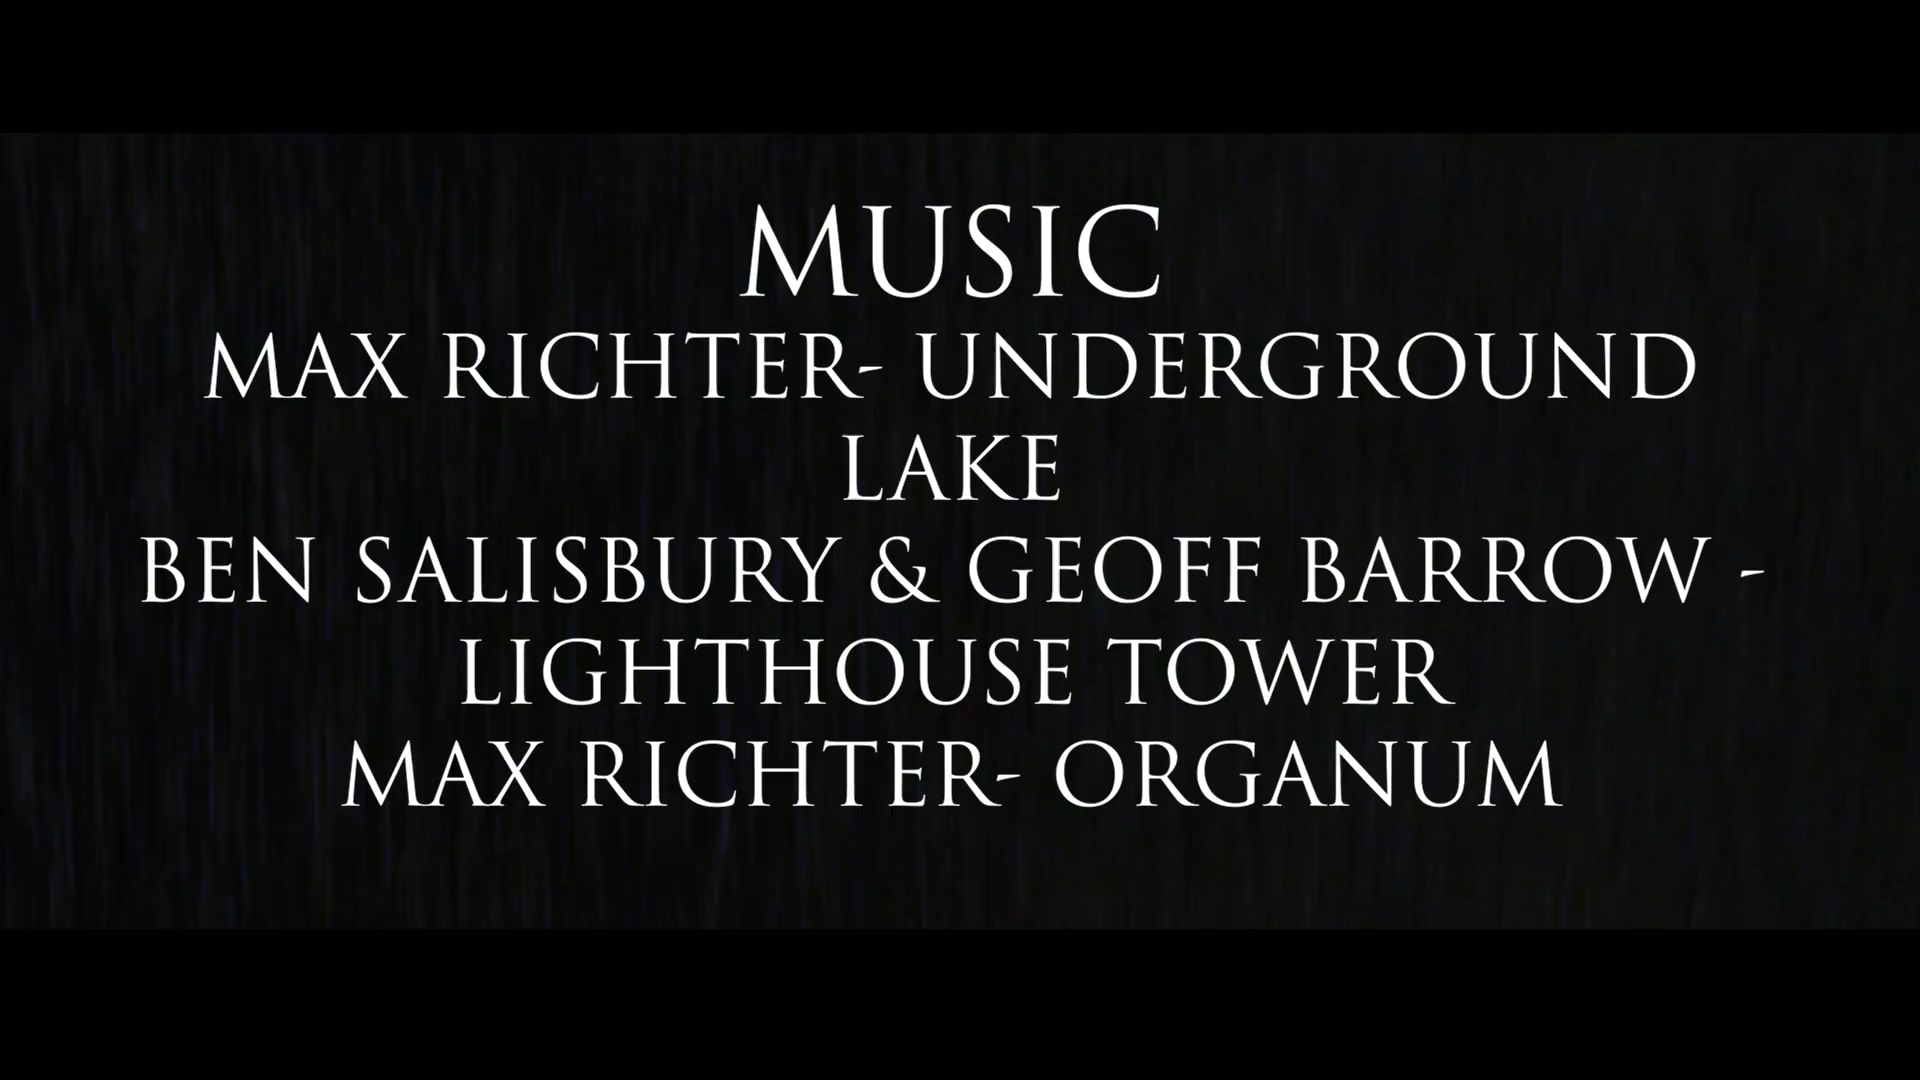 MUSIC
MAX RICHTER- UNDERGROUND
LAKE
BEN SALISBURY & GEOFF BARROW -
LIGHTHOUSE TOWER
MAX RICHTER- ORGANUM